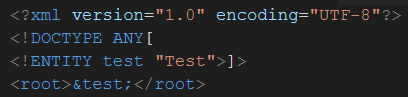 <?xml version="1.0" encoding="UTF-8"?>
<!DOCTYPE ANY[
<!ENTITY test "Test">]>
<root>&test;</root>